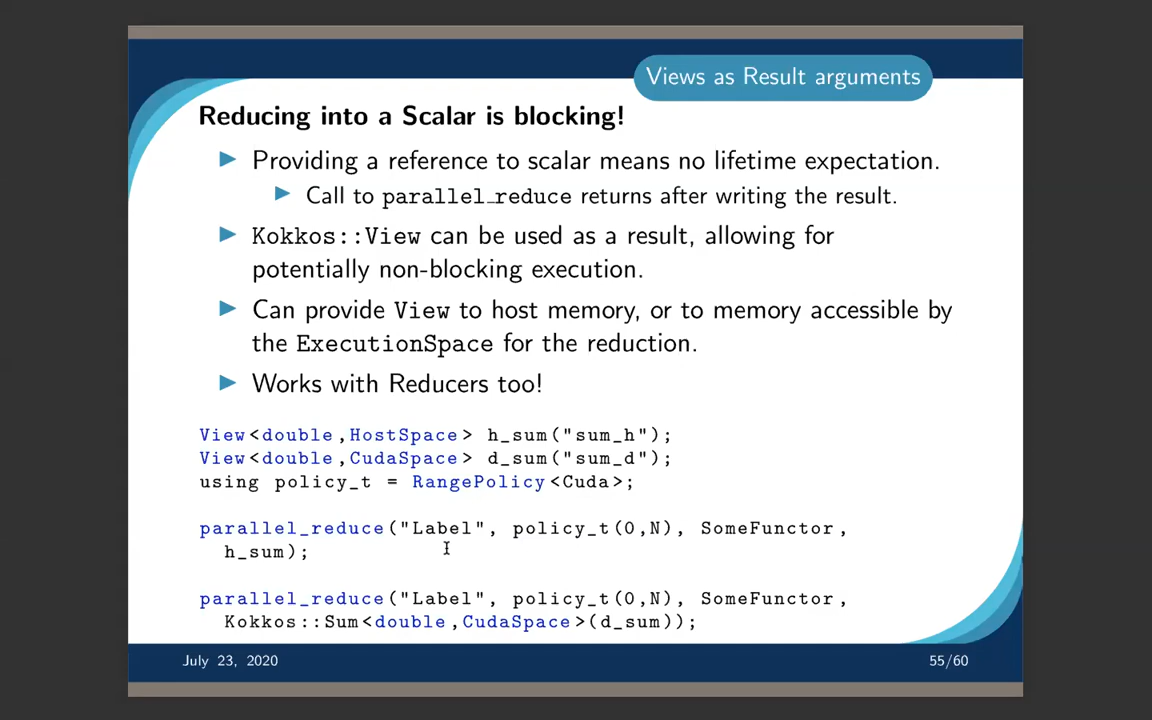 Views as Result arguments
Reducing into a Scalar is blocking!
Providing a reference to scalar means no lifetime expectation.
Call to parallel_reduce returns after writing the result.
Kokkos::View can be used as a result, allowing for
potentially non-blocking execution.
Can provide View to host memory, or to memory accessible by
the ExecutionSpace for the reduction.
Works with Reducers too!
View<double,HostSpace> h_sum("sum_h");
View<double,CudaSpace> d_sum("sum_d");
using policy_t = RangePolicy<Cuda>;
parallel_reduce("Label", policy_t(0,N), SomeFunctor,
h_sum);
parallel_reduce("Label", policy_t(0,N), SomeFunctor,
Kokkos::Sum<double,CudaSpace>(d_sum));
July 23, 2020
55/60